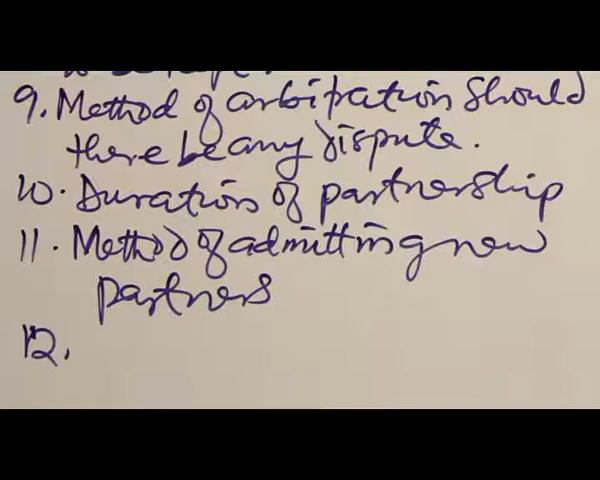 9. Method of arbitration should
there be any dispute.
10. Duration of partnership
11. Method of admitting new
partners
12.